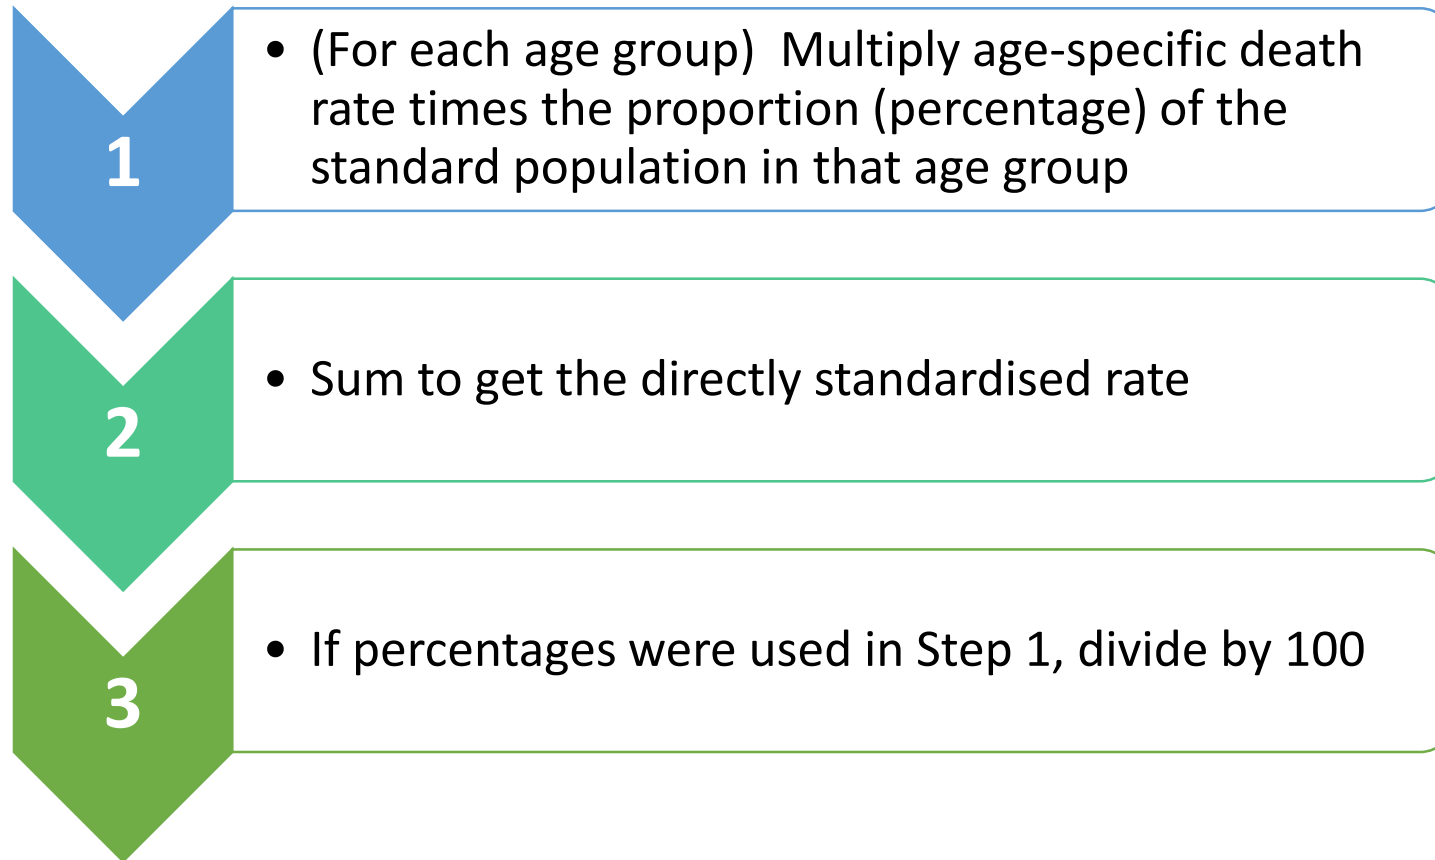 1
• (For each age group)  Multiply age-specific death
rate times the proportion (percentage) of the
standard population in that age group
2
• Sum to get the directly standardised rate
3
• If percentages were used in Step 1, divide by 100